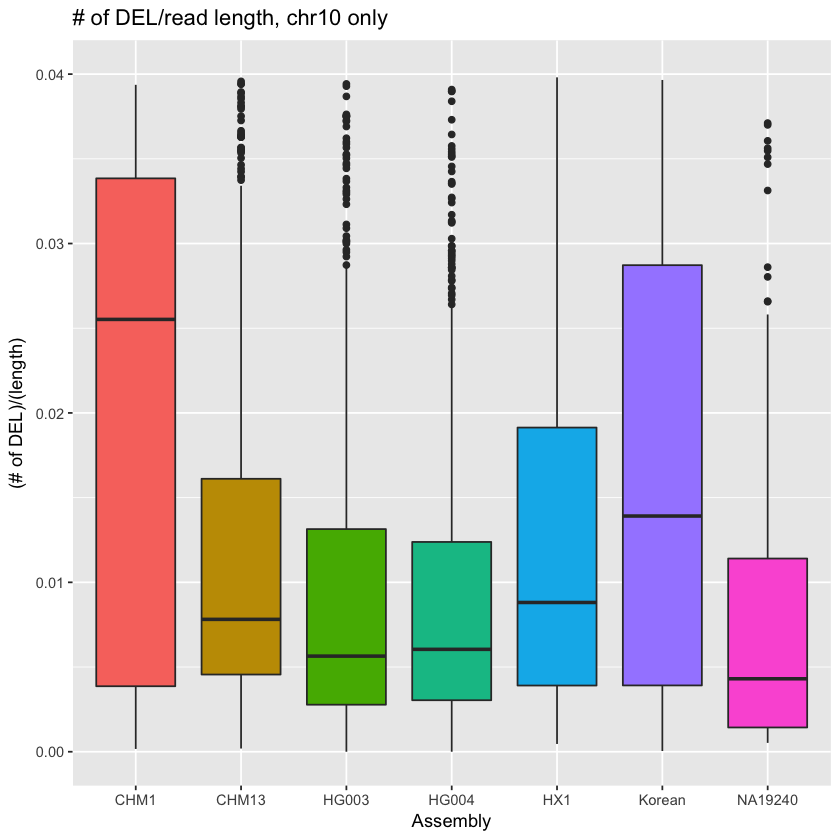 # of DEL/read length, chr10 only
(# of DEL)/(length)
0.04
0.03
0.02
0.01
0.00
CHM1 CHM13 HG003 HG004 HX1 Korean NA19240
Assembly